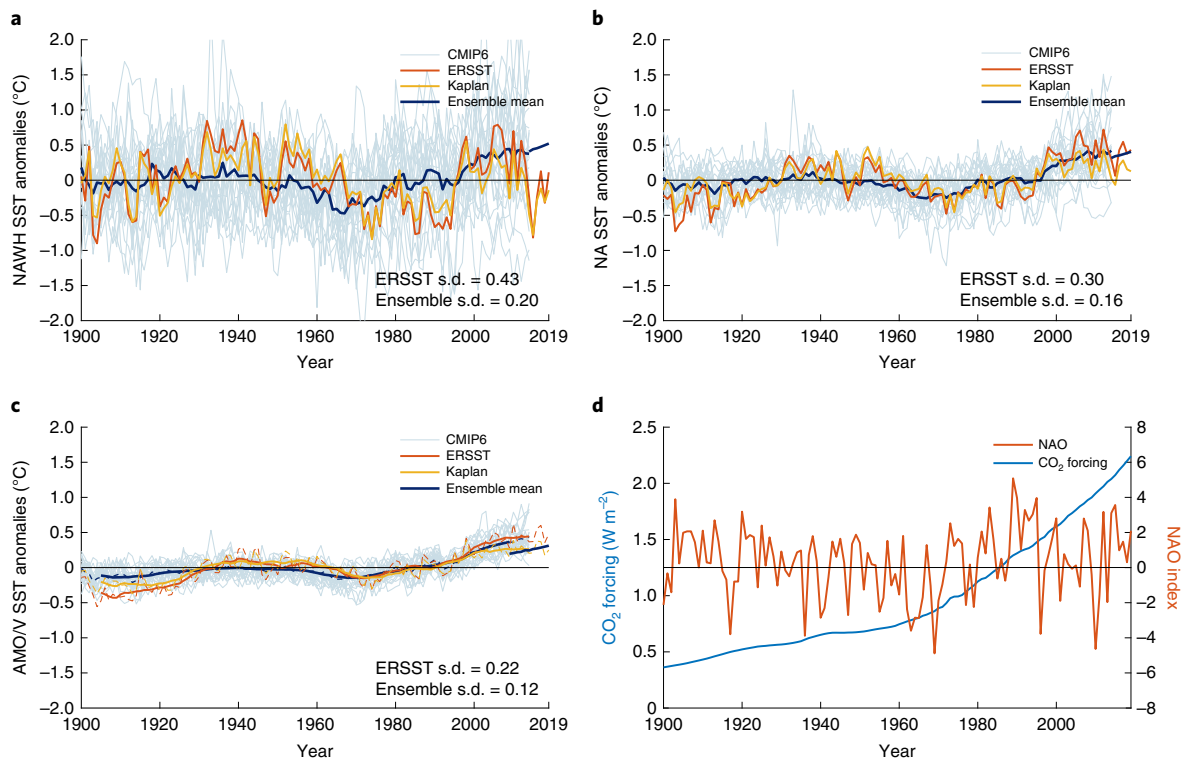 a
NAWH SST anomalies (°C)
2.0
1.5
1.0
0.5
0
–0.5
–1.0
–1.5
–2.0
1900
1920
1940
1960
1980
2000
2019
Year
CMIP6
ERSST
Kaplan
Ensemble mean
ERSST s.d. = 0.43
Ensemble s.d. = 0.20
b
NA SST anomalies (°C)
2.0
1.5
1.0
0.5
0
–0.5
–1.0
–1.5
–2.0
1900
1920
1940
1960
1980
2000
2019
Year
CMIP6
ERSST
Kaplan
Ensemble mean
ERSST s.d. = 0.30
Ensemble s.d. = 0.16
c
AMO/V SST anomalies (°C)
2.0
1.5
1.0
0.5
0
–0.5
–1.0
–1.5
–2.0
1900
1920
1940
1960
1980
2000
2019
Year
CMIP6
ERSST
Kaplan
Ensemble mean
ERSST s.d. = 0.22
Ensemble s.d. = 0.12
d
CO₂ forcing (W m⁻²)
2.5
2.0
1.5
1.0
0.5
0
1900
1920
1940
1960
1980
2000
Year
NAO
CO₂ forcing
8
6
4
2
0
–2
–4
–6
–8
NAO index